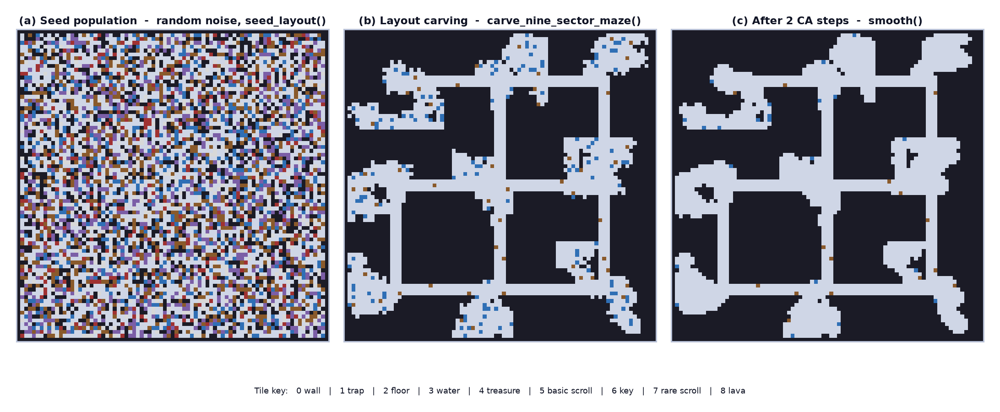 (a) Seed population - random noise, seed_layout()
(b) Layout carving - carve_nine_sector_maze()
(c) After 2 CA steps - smooth()
Tile key: 0 wall | 1 trap | 2 floor | 3 water | 4 treasure | 5 basic scroll | 6 key | 7 rare scroll | 8 lava